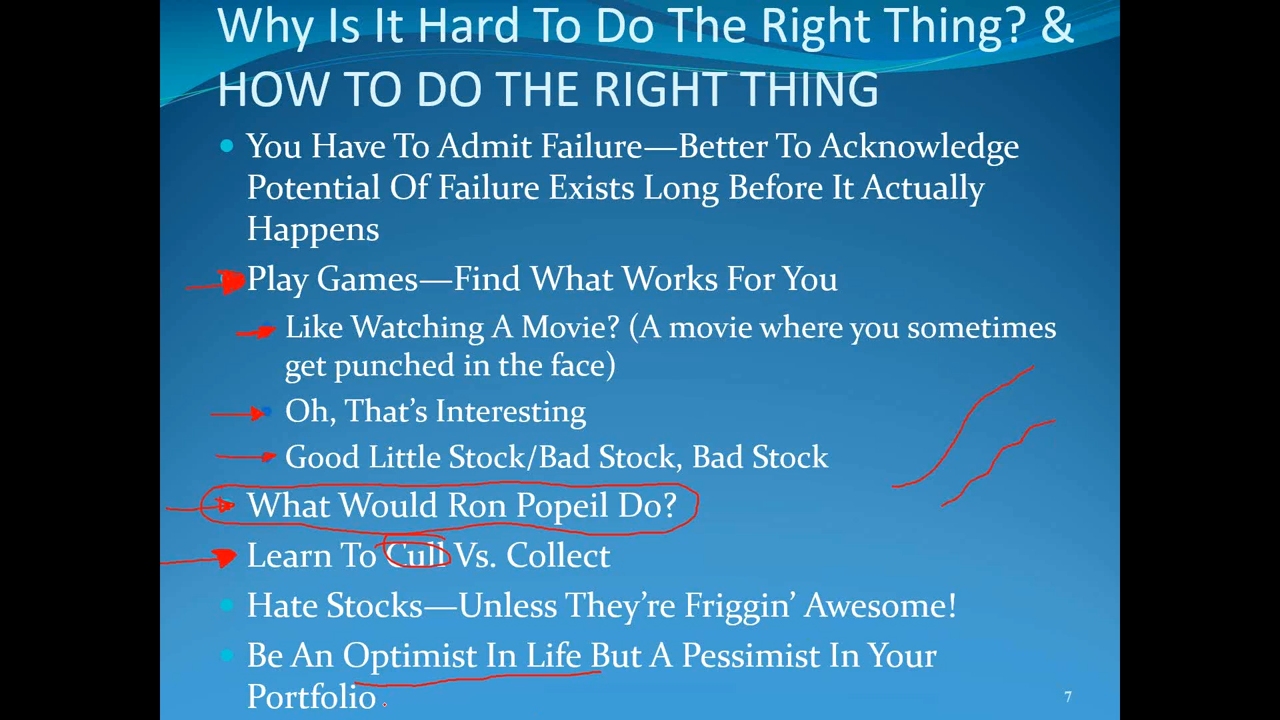 Why Is It Hard To Do The Right Thing? &
HOW TO DO THE RIGHT THING
You Have To Admit Failure—Better To Acknowledge
Potential Of Failure Exists Long Before It Actually
Happens
Play Games—Find What Works For You
Like Watching A Movie? (A movie where you sometimes
get punched in the face)
Oh, That's Interesting
Good Little Stock/Bad Stock, Bad Stock
What Would Ron Popeil Do?
Learn To Cull Vs. Collect
Hate Stocks—Unless They're Friggin' Awesome!
Be An Optimist In Life But A Pessimist In Your
Portfolio
7